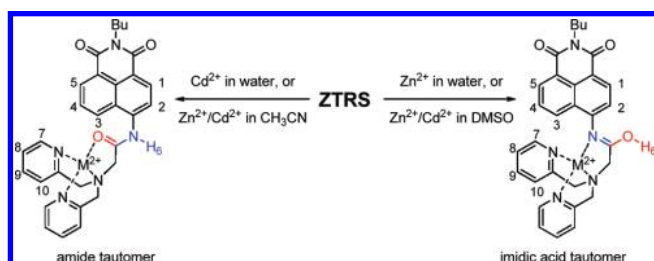 Bu
O
N
O
5
1
4
2
3
O
N
H6
7
8
9
10
N
M2+
N
N
amide tautomer
Cd2+ in water, or
Zn2+/Cd2+ in CH3CN
ZTRS
Zn2+ in water, or
Zn2+/Cd2+ in DMSO
Bu
O
N
O
5
1
4
2
3
N
O
H6
7
8
9
10
N
M2+
N
N
imidic acid tautomer